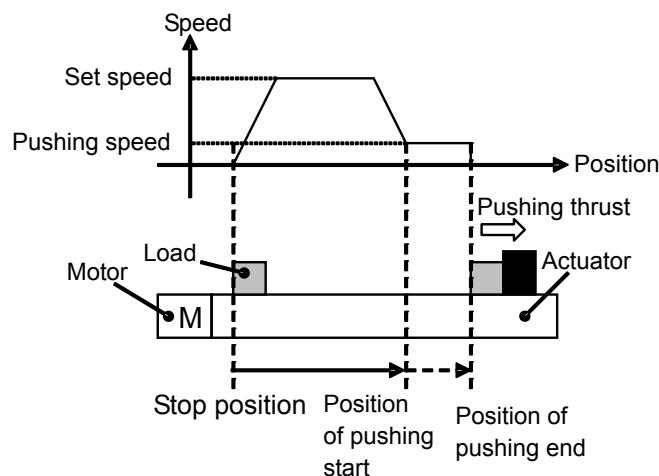 Speed
Set speed
Pushing speed
Position
Pushing thrust
Load
Motor
Actuator
M
Stop position
Position
of pushing
start
Position of
pushing end